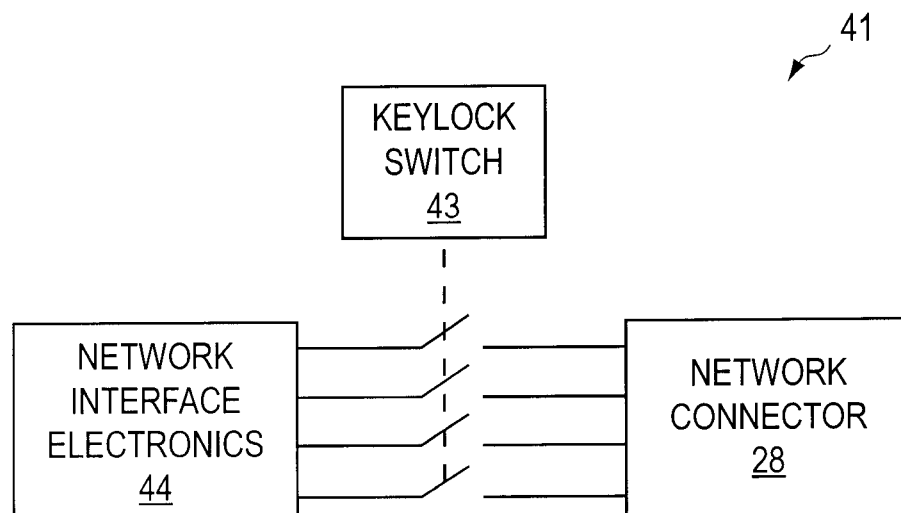 41
KEYLOCK
SWITCH
43
NETWORK
INTERFACE
ELECTRONICS
44
NETWORK
CONNECTOR
28